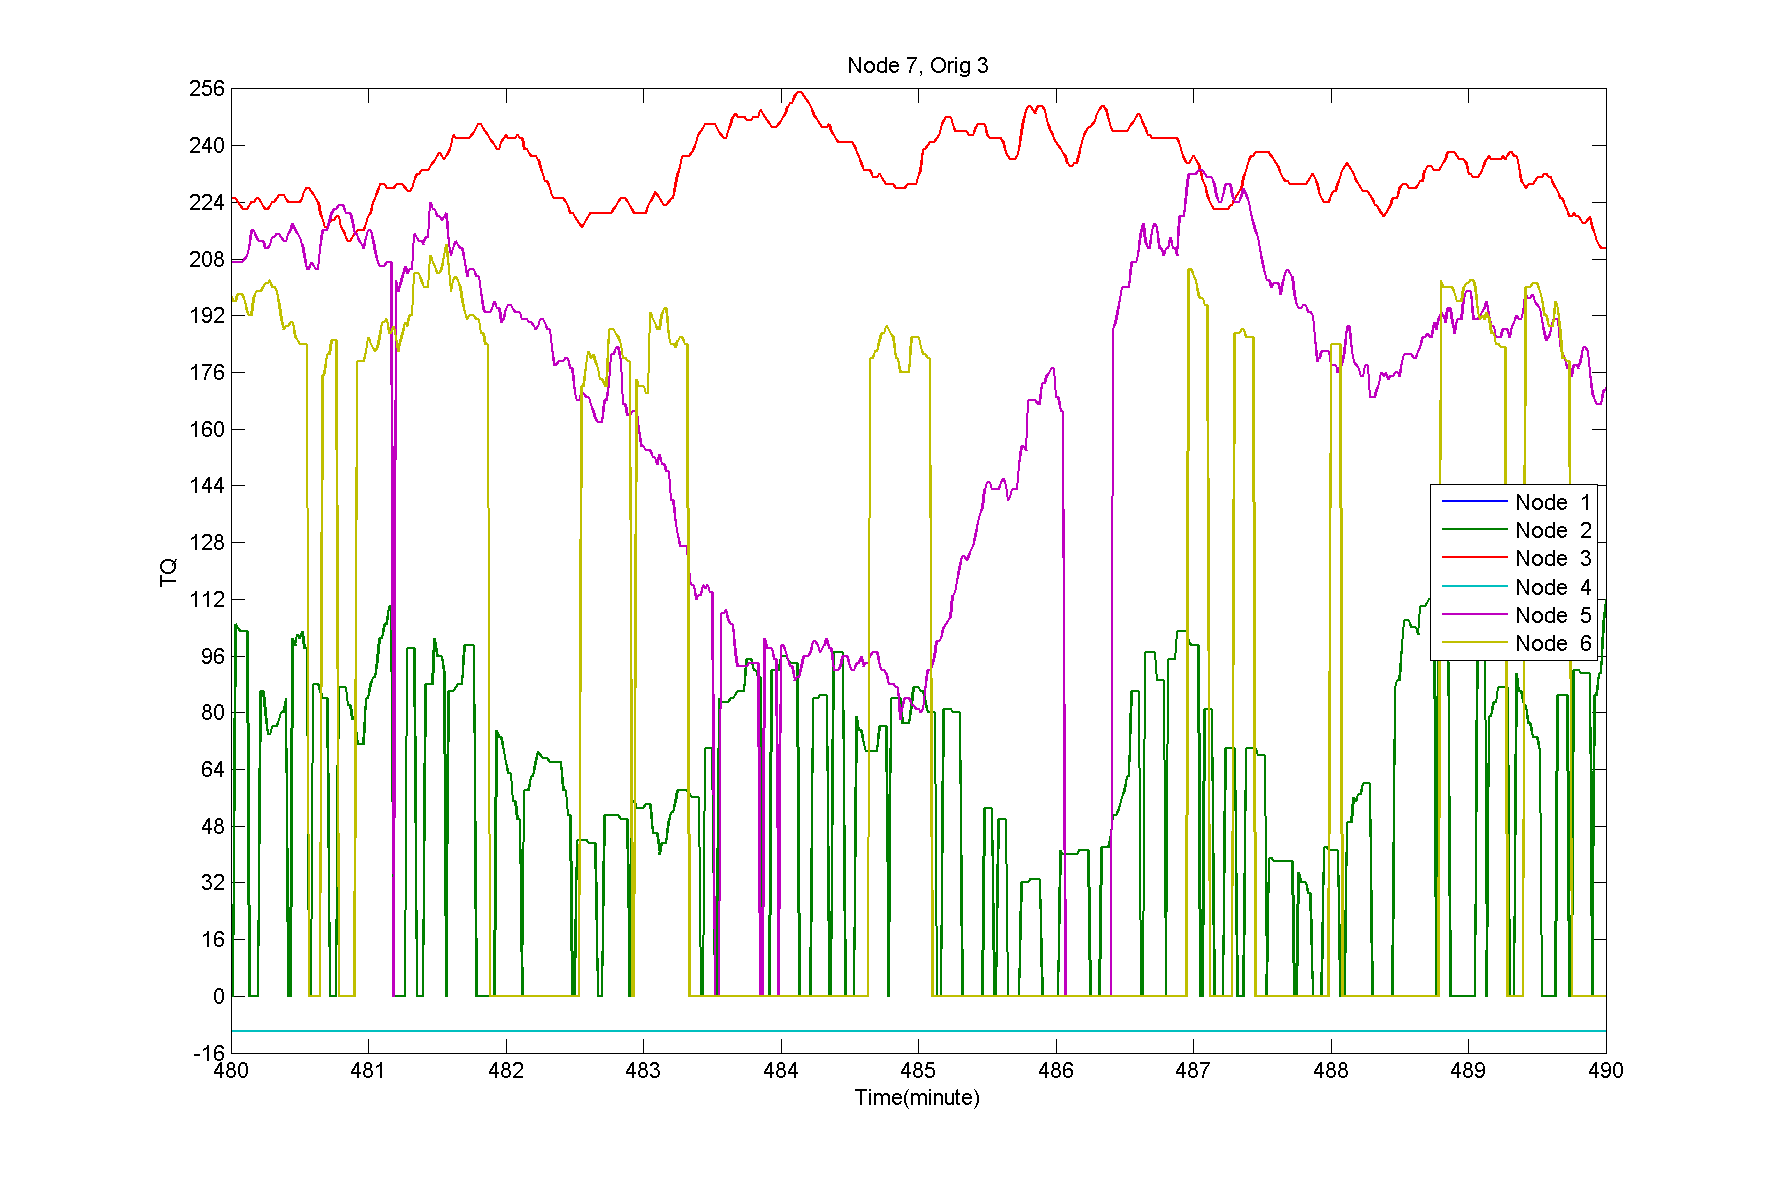 Node 7, Orig 3
256
240
224
208
192
176
160
144
128
112
96
80
64
48
32
16
0
-16
TQ
Node 1
Node 2
Node 3
Node 4
Node 5
Node 6
480 481 482 483 484 485 486 487 488 489 490
Time(minute)